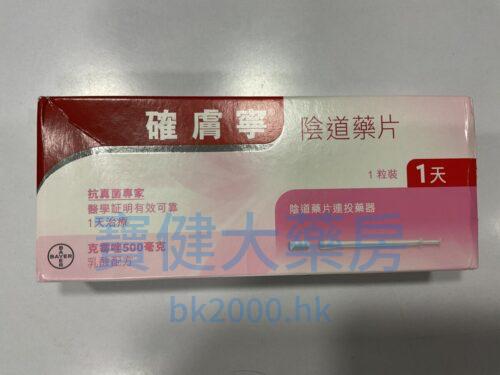 確膚寧 陰道藥片
1 粒裝 1天
抗真菌專家
醫學証明有效可靠
1天治療
陰道藥片連投藥器
克霉唑500毫克
乳酸配方
BAYER
寶健大藥房
bk2000.hk